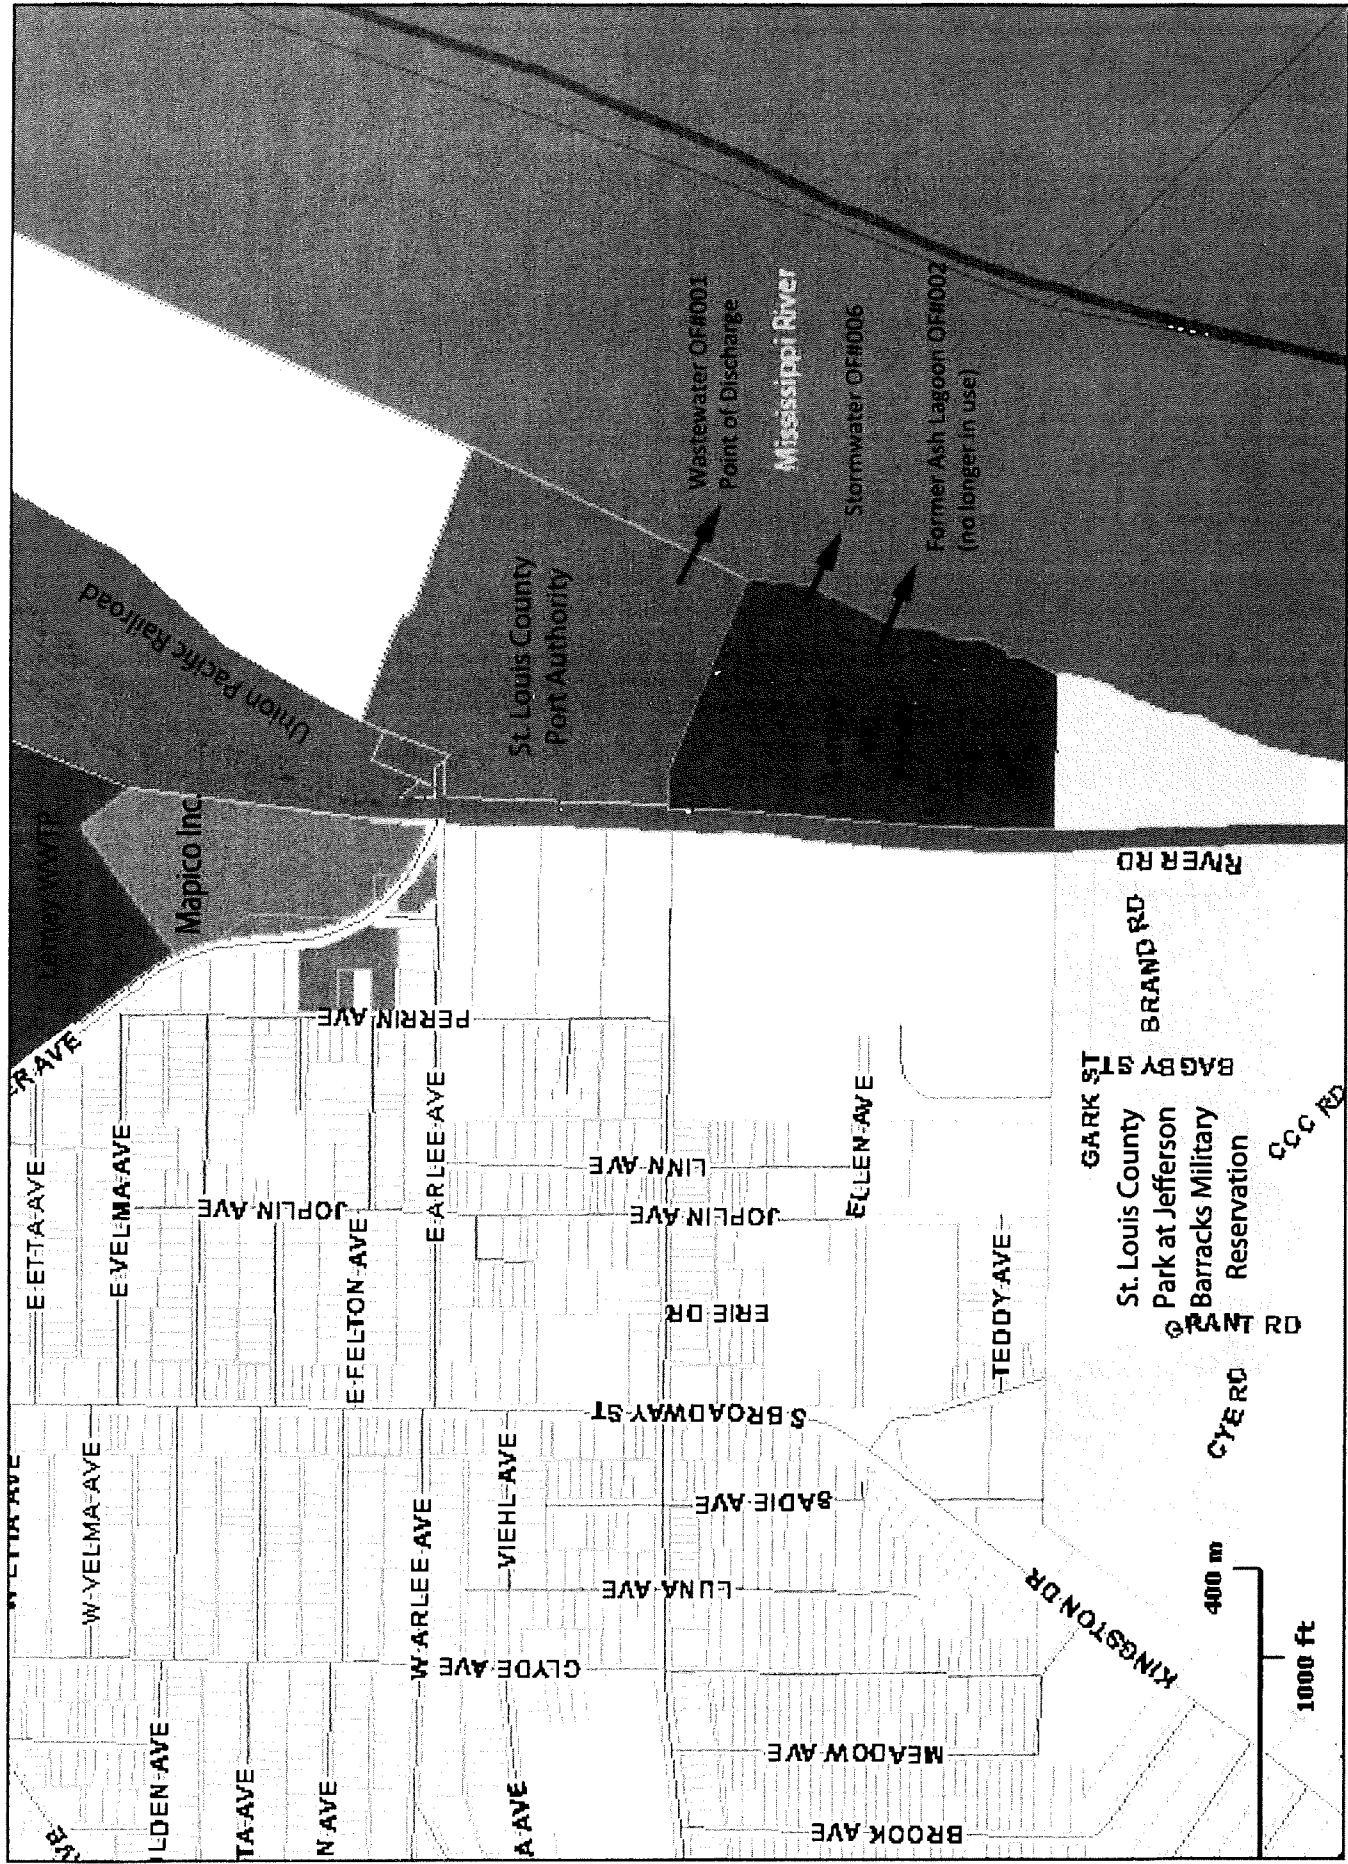 Lemay WWTP
Mapico Inc.
Union Pacific Railroad
St. Louis County
Port Authority
Wastewater OF#001
Point of Discharge
Mississippi River
Stormwater OF#006
Former Ash Lagoon OF#002
(no longer in use)
RIVER RD
BRAND RD
BAGBY ST
GARK ST
CCC RD
St. Louis County
Park at Jefferson
Barracks Military
Reservation
GRANT RD
GYE RD
R AVE
PERRIN AVE
E ETTA AVE
E VELMA AVE
JOPLIN AVE
E FELTON AVE
E ARLEE AVE
LINN AVE
JOPLIN AVE
ELLEN AVE
ERIE DR
TEDDY AVE
S BROADWAY ST
W ETTA AVE
W VELMA AVE
W ARLEE AVE
VIEHL AVE
SADIE AVE
LUNA AVE
CLYDE AVE
KINGSTON DR
MEADOW AVE
BROOK AVE
VE
LDEN AVE
TA AVE
N AVE
A AVE
400 m
1000 ft